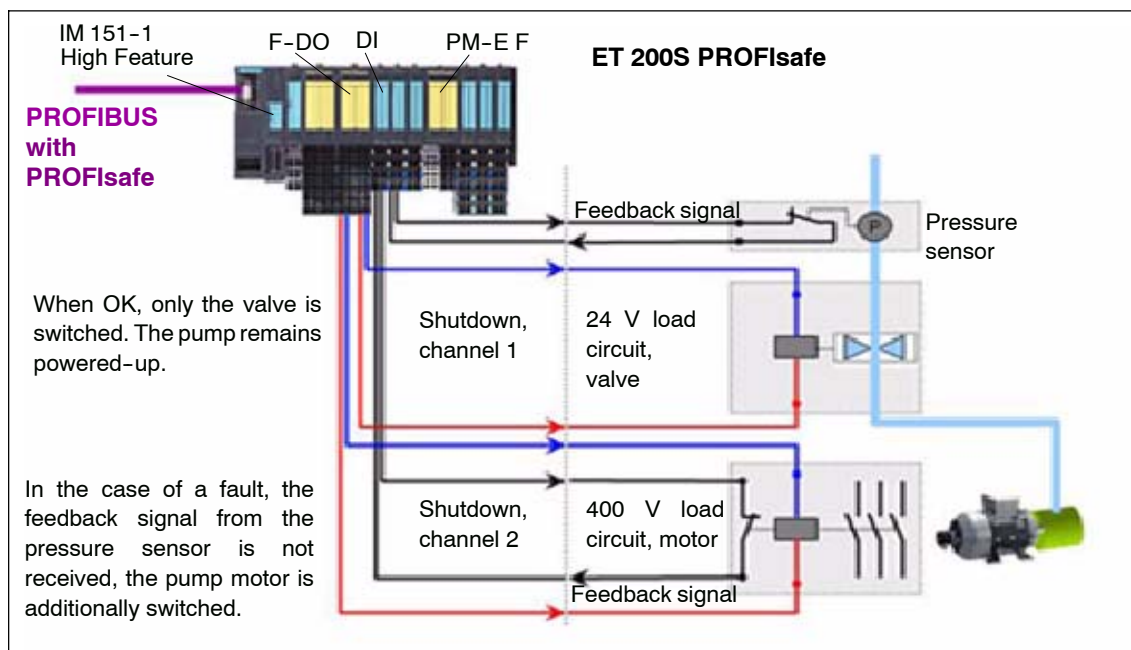 IM 151-1
High Feature
F-DO
DI
PM-E F
ET 200S PROFIsafe
PROFIBUS
with
PROFIsafe
Feedback signal
P
Pressure
sensor
When OK, only the valve is
switched. The pump remains
powered-up.
Shutdown,
channel 1
24 V load
circuit,
valve
In the case of a fault, the
feedback signal from the
pressure sensor is not
received, the pump motor is
additionally switched.
Shutdown,
channel 2
400 V load
circuit, motor
Feedback signal